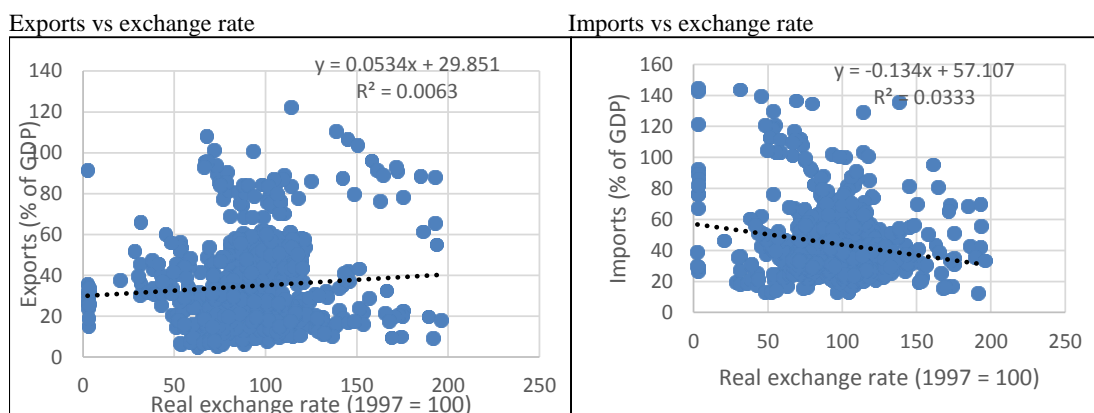 Exports vs exchange rate
Imports vs exchange rate
y = 0.0534x + 29.851
R² = 0.0063
Exports (% of GDP)
140
120
100
80
60
40
20
0
0 50 100 150 200 250
Real exchange rate (1997 = 100)
y = -0.134x + 57.107
R² = 0.0333
Imports (% of GDP)
160
140
120
100
80
60
40
20
0
0 50 100 150 200 250
Real exchange rate (1997 = 100)